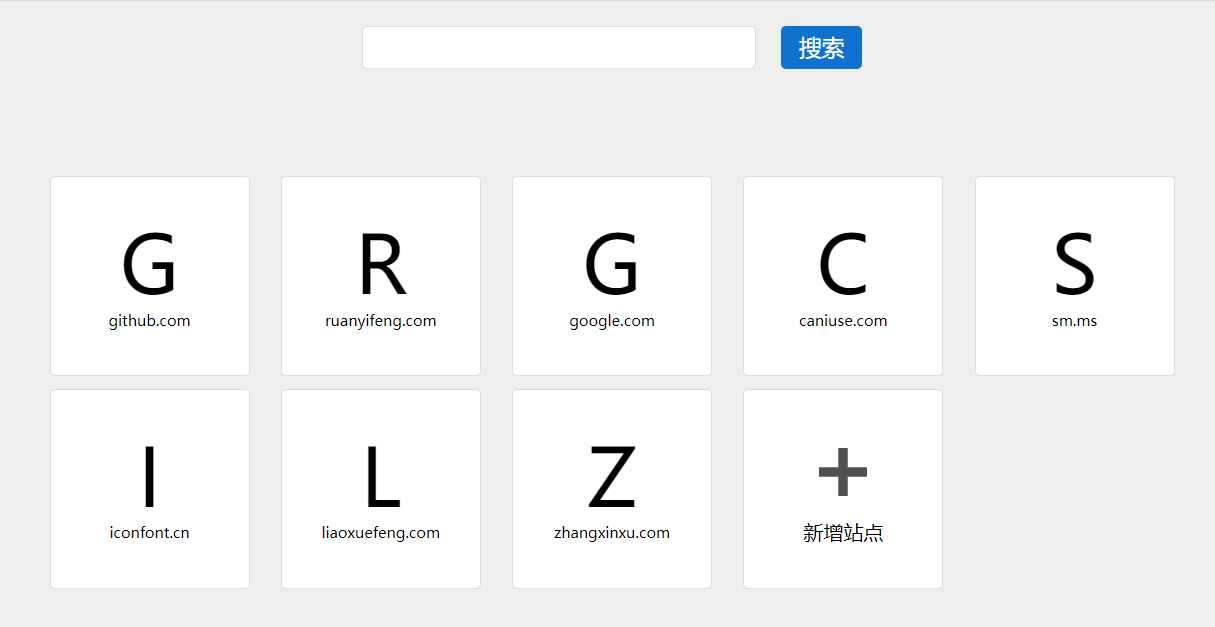 搜索
G
github.com
R
ruanyifeng.com
G
google.com
C
caniuse.com
S
sm.ms
I
iconfont.cn
L
liaoxuefeng.com
Z
zhangxinxu.com
新增站点